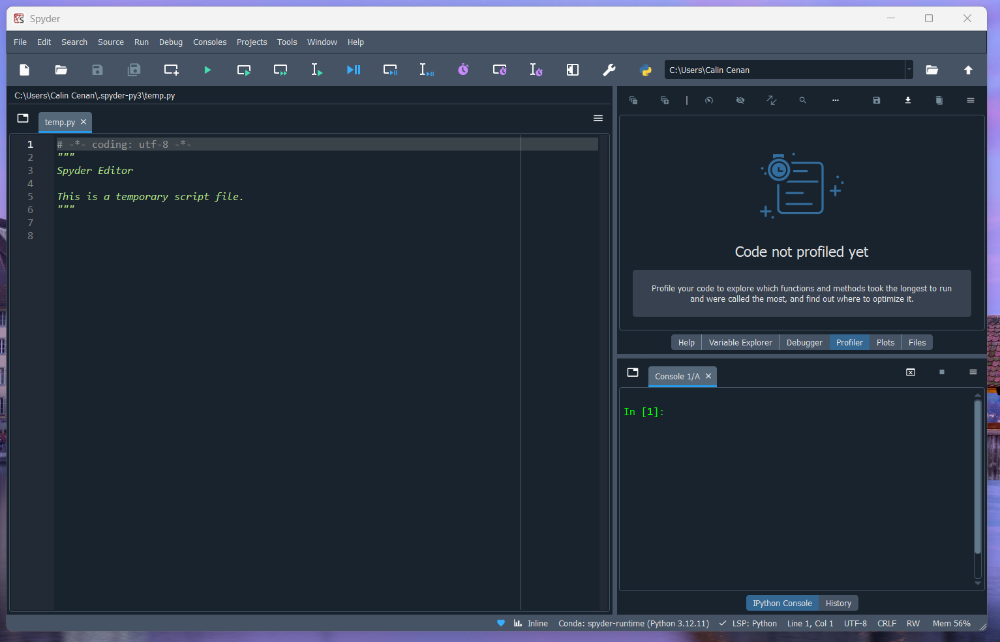 Spyder
File Edit Search Source Run Debug Consoles Projects Tools Window Help
C:\Users\Calin Cenan
C:\Users\Calin Cenan\.spyder-py3\temp.py
temp.py
1 # -*- coding: utf-8 -*-
2 """
3 Spyder Editor
4
5 This is a temporary script file.
6 """
7
8
Code not profiled yet
Profile your code to explore which functions and methods took the longest to run
and were called the most, and find out where to optimize it.
Help Variable Explorer Debugger Profiler Plots Files
Console 1/A
In [1]:
IPython Console History
Inline Conda: spyder-runtime (Python 3.12.11) LSP: Python Line 1, Col 1 UTF-8 CRLF RW Mem 56%